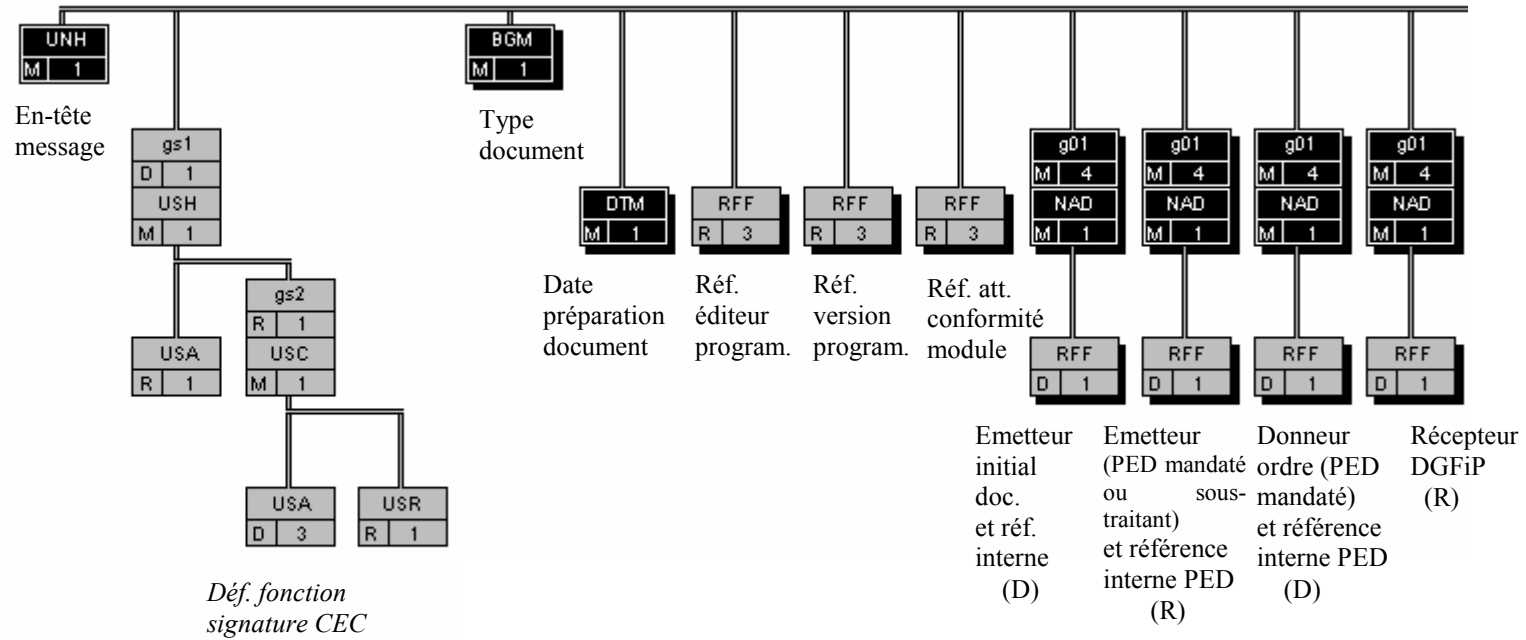 UNH
M 1
En-tête
message
gs1
D 1
USH
M 1
USA
R 1
gs2
R 1
USC
M 1
USA
D 3
USR
R 1
Déf. fonction
signature CEC
BGM
M 1
Type
document
DTM
M 1
Date
préparation
document
RFF
R 3
Réf.
éditeur
program.
RFF
R 3
Réf.
version
program.
RFF
R 3
Réf. att.
conformité
module
g01
M 4
NAD
M 1
RFF
D 1
Emetteur
initial
doc.
et réf.
interne
(D)
g01
M 4
NAD
M 1
RFF
D 1
Emetteur
(PED mandaté
ou sous-
traitant)
et référence
interne PED
(R)
g01
M 4
NAD
M 1
RFF
D 1
Donneur
ordre (PED
mandaté)
et référence
interne PED
(D)
g01
M 4
NAD
M 1
RFF
D 1
Récepteur
DGFiP
(R)